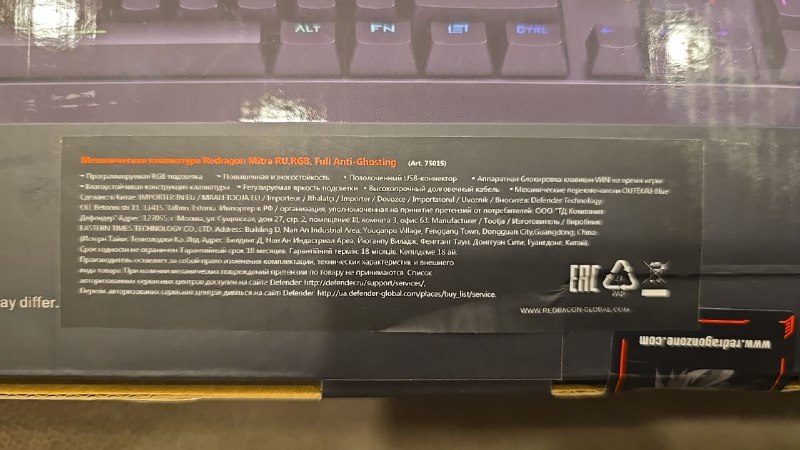 ALT FN CTRL
Механическая клавиатура Redragon Mitra RU,RGB, Full Anti-Ghosting (Art. 75015)
• Программируемая RGB подсветка • Повышенная износостойкость • Позолоченный USB-коннектор • Аппаратная блокировка клавиши WIN во время игры
• Влагоустойчивая конструкция клавиатуры • Регулируемая яркость подсветки • Высокопрочный долговечный кабель • Механические переключатели OUTEMU Blue
Сделано в Китае. IMPORTER IN EU / MAALETOOJA EU / Importeur / Ithalatçı / Importer / Dovozce / Importatorul / Uvoznik / Вносител: Defender Technology
OU, Betooni str. 11, 11415, Tallinn, Estonia. Импортер в РФ / организация, уполномоченная на принятие претензий от потребителей: ООО "ТД Компания
Дефендер" Адрес: 127055, г. Москва, ул. Сущевская, дом 27, стр. 2, помещение III, комната 3, офис 63. Manufacturer / Tootja / Изготовитель / Виробник:
EASTERN TIMES TECHNOLOGY CO., LTD. Address: Building D, Nan An Industrial Area, Youganpu Village, Fenggang Town, Dongguan City,Guangdong, China
(Истерн Таймс Технолоджи Ко. Лтд. Адрес: Билдинг Д, Нан Ан Индастриал Ареа, Йоуганпу Виладж, Фенгганг Таун, Донггуан Сити, Гуангдонг, Китай).
Срок годности не ограничен. Гарантийный срок 18 месяцев. Гарантійний термін: 18 місяців. Кепілдеме 18 ай.
Производитель оставляет за собой право изменения комплектации, технических характеристик и внешнего
вида товара. При наличии механических повреждений претензии по товару не принимаются. Список
авторизованных сервисных центров доступен на сайте Defender: http://defender.ru/support/services/.
Перелік авторизованих сервісних центрів дивіться на сайті Defender: http://ua.defender-global.com/places/buy_list/service.
ay differ.
EAC
PAP
WWW.REDRAGON-GLOBAL.COM
www.redragonzone.com